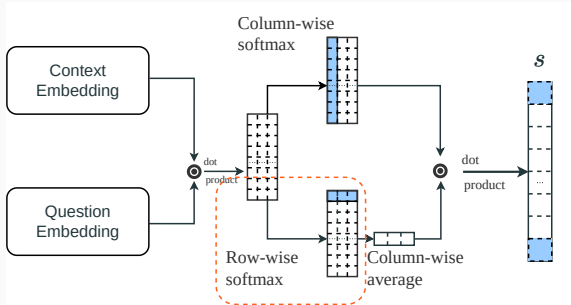 Column-wise
softmax
s
Context
Embedding
dot
product
dot
product
...
Question
Embedding
Row-wise
softmax
Column-wise
average